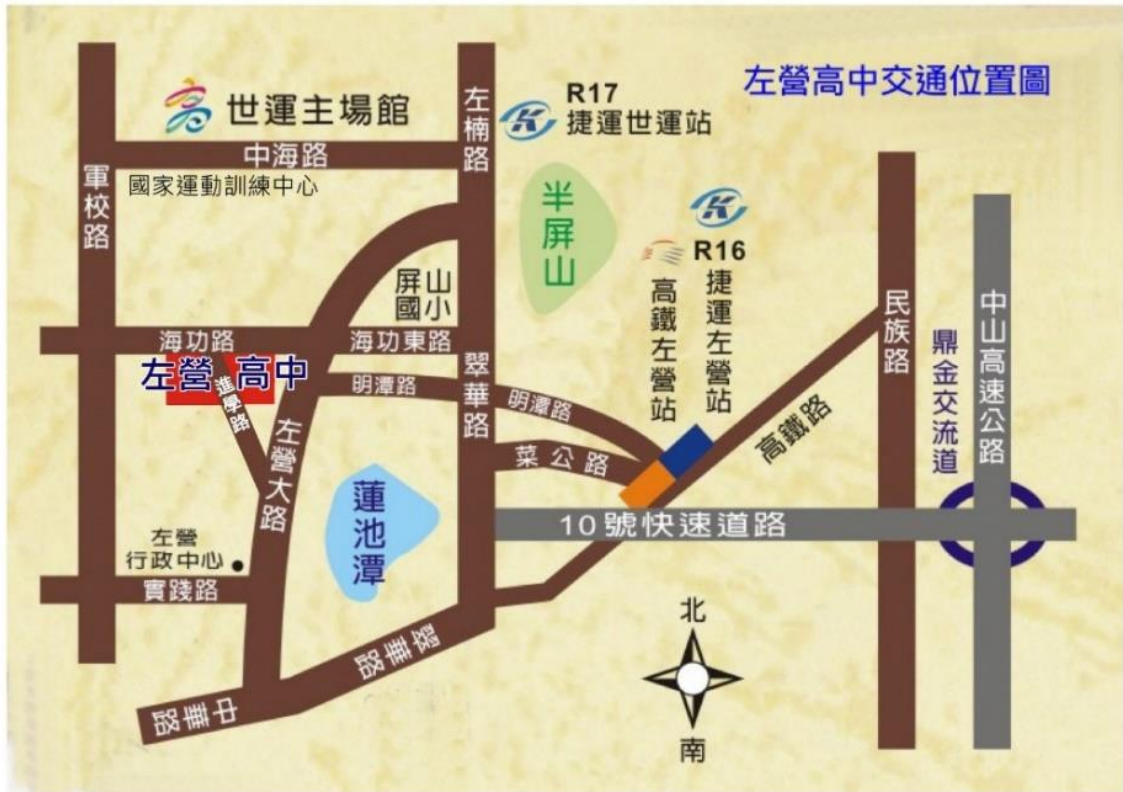 左營高中交通位置圖
世運主場館
R17
捷運世運站
左楠路
中海路
國家運動訓練中心
軍校路
半屏山
R16
捷運左營站
高鐵左營站
屏山
國小
民族路
中山高速公路
鼎金交流道
海功路
海功東路
左營高中
進學路
明潭路
明潭路
翠華路
高鐵路
菜公路
左營大路
蓮池潭
10號快速道路
左營
行政中心
實踐路
翠華路
中華路
北
南